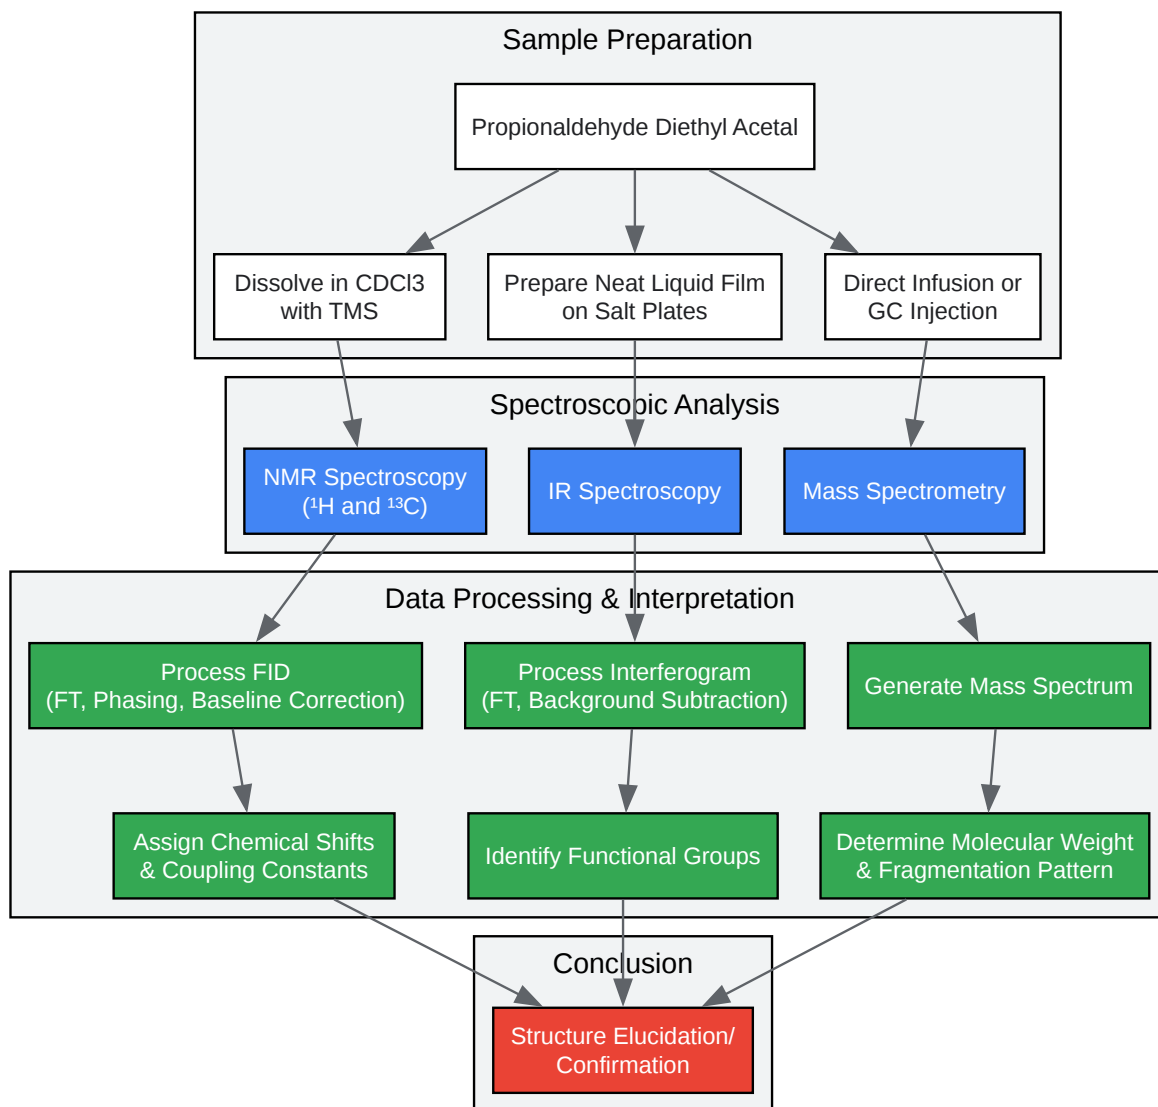 Sample Preparation
Propionaldehyde Diethyl Acetal
Dissolve in CDCl3
with TMS
Prepare Neat Liquid Film
on Salt Plates
Direct Infusion or
GC Injection
Spectroscopic Analysis
NMR Spectroscopy
(¹H and ¹³C)
IR Spectroscopy
Mass Spectrometry
Data Processing & Interpretation
Process FID
(FT, Phasing, Baseline Correction)
Process Interferogram
(FT, Background Subtraction)
Generate Mass Spectrum
Assign Chemical Shifts
& Coupling Constants
Identify Functional Groups
Determine Molecular Weight
& Fragmentation Pattern
Conclusion
Structure Elucidation/
Confirmation